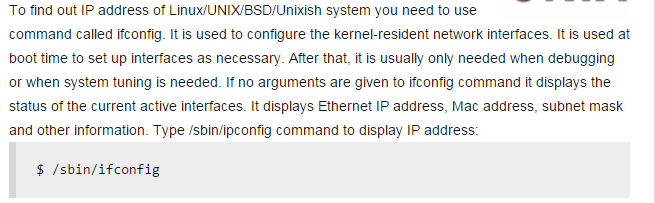 To find out IP address of Linux/UNIX/BSD/Unixish system you need to use
command called ifconfig. It is used to configure the kernel-resident network interfaces. It is used at
boot time to set up interfaces as necessary. After that, it is usually only needed when debugging
or when system tuning is needed. If no arguments are given to ifconfig command it displays the
status of the current active interfaces. It displays Ethernet IP address, Mac address, subnet mask
and other information. Type /sbin/ipconfig command to display IP address:
$ /sbin/ifconfig